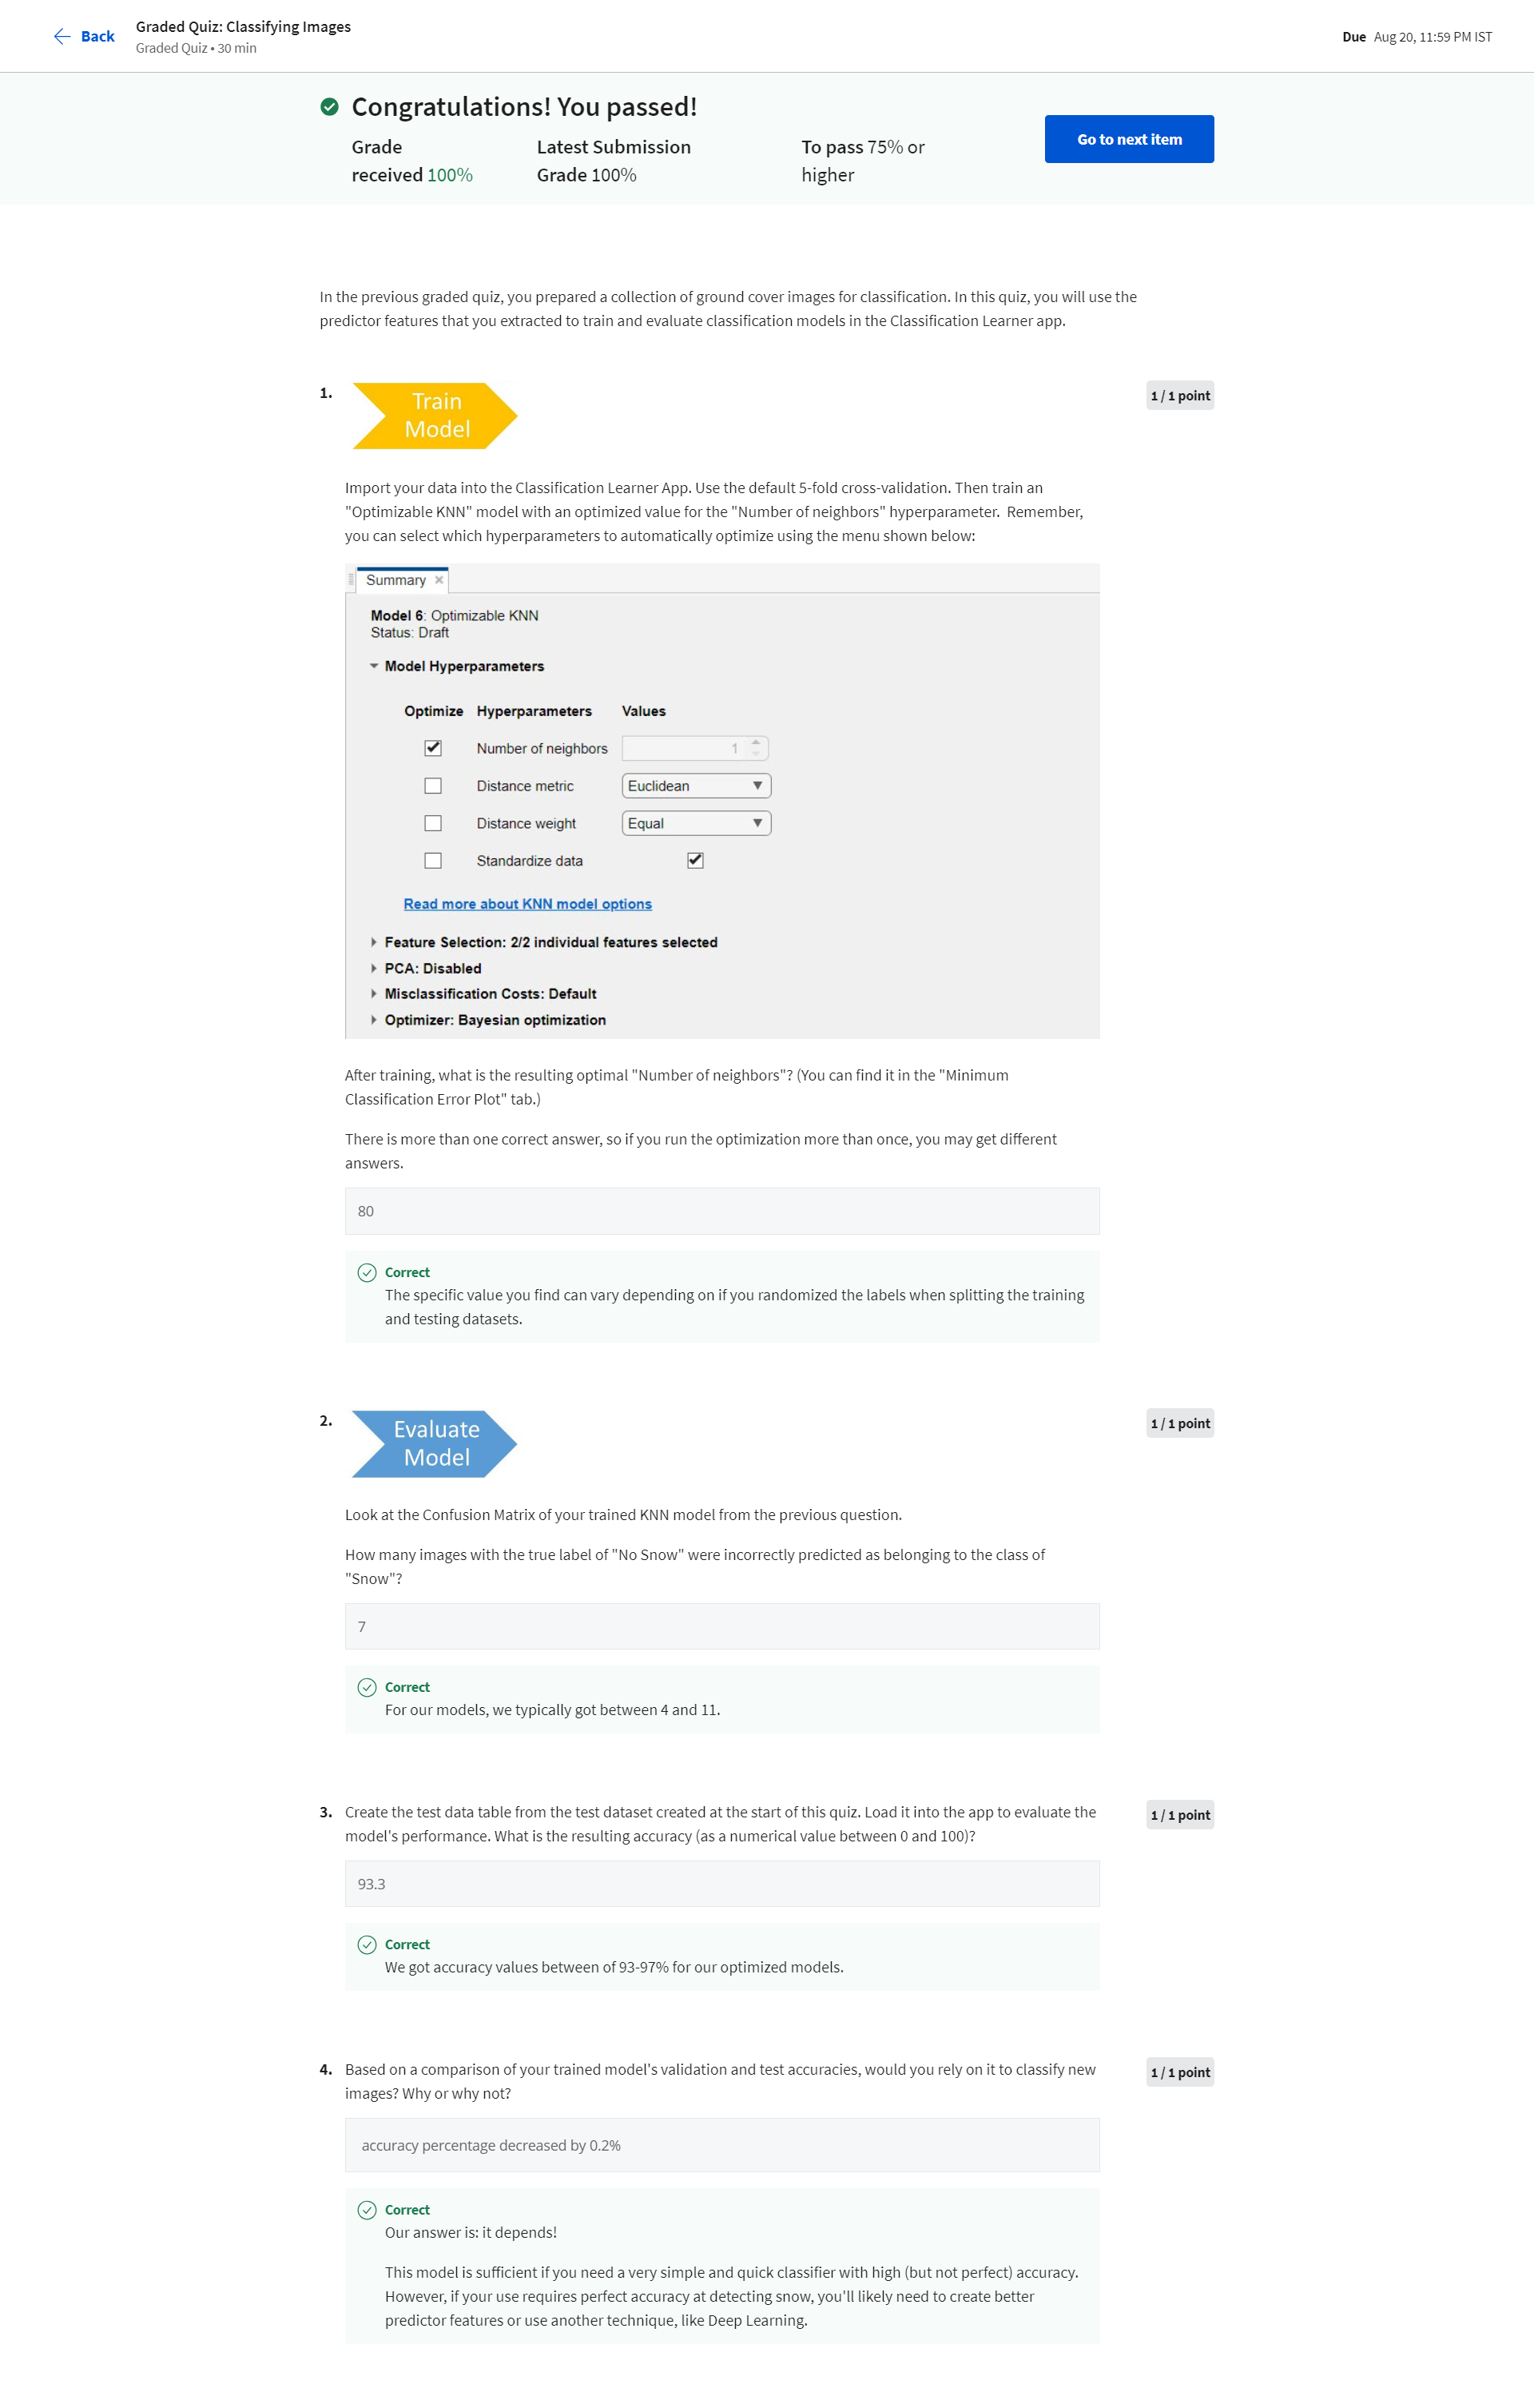 Back
Graded Quiz: Classifying Images
Graded Quiz • 30 min
Due Aug 20, 11:59 PM IST
Congratulations! You passed!
Grade
received 100%
Latest Submission
Grade 100%
To pass 75% or
higher
Go to next item
In the previous graded quiz, you prepared a collection of ground cover images for classification. In this quiz, you will use the
predictor features that you extracted to train and evaluate classification models in the Classification Learner app.
1.
Train
Model
1 / 1 point
Import your data into the Classification Learner App. Use the default 5-fold cross-validation. Then train an
"Optimizable KNN" model with an optimized value for the "Number of neighbors" hyperparameter. Remember,
you can select which hyperparameters to automatically optimize using the menu shown below:
Summary ×
Model 6: Optimizable KNN
Status: Draft
Model Hyperparameters
Optimize Hyperparameters Values
Number of neighbors 1
Distance metric Euclidean
Distance weight Equal
Standardize data
Read more about KNN model options
Feature Selection: 2/2 individual features selected
PCA: Disabled
Misclassification Costs: Default
Optimizer: Bayesian optimization
After training, what is the resulting optimal "Number of neighbors"? (You can find it in the "Minimum
Classification Error Plot" tab.)
There is more than one correct answer, so if you run the optimization more than once, you may get different
answers.
80
Correct
The specific value you find can vary depending on if you randomized the labels when splitting the training
and testing datasets.
2.
Evaluate
Model
1 / 1 point
Look at the Confusion Matrix of your trained KNN model from the previous question.
How many images with the true label of "No Snow" were incorrectly predicted as belonging to the class of
"Snow"?
7
Correct
For our models, we typically got between 4 and 11.
3. Create the test data table from the test dataset created at the start of this quiz. Load it into the app to evaluate the
model's performance. What is the resulting accuracy (as a numerical value between 0 and 100)?
1 / 1 point
93.3
Correct
We got accuracy values between of 93-97% for our optimized models.
4. Based on a comparison of your trained model's validation and test accuracies, would you rely on it to classify new
images? Why or why not?
1 / 1 point
accuracy percentage decreased by 0.2%
Correct
Our answer is: it depends!
This model is sufficient if you need a very simple and quick classifier with high (but not perfect) accuracy.
However, if your use requires perfect accuracy at detecting snow, you'll likely need to create better
predictor features or use another technique, like Deep Learning.